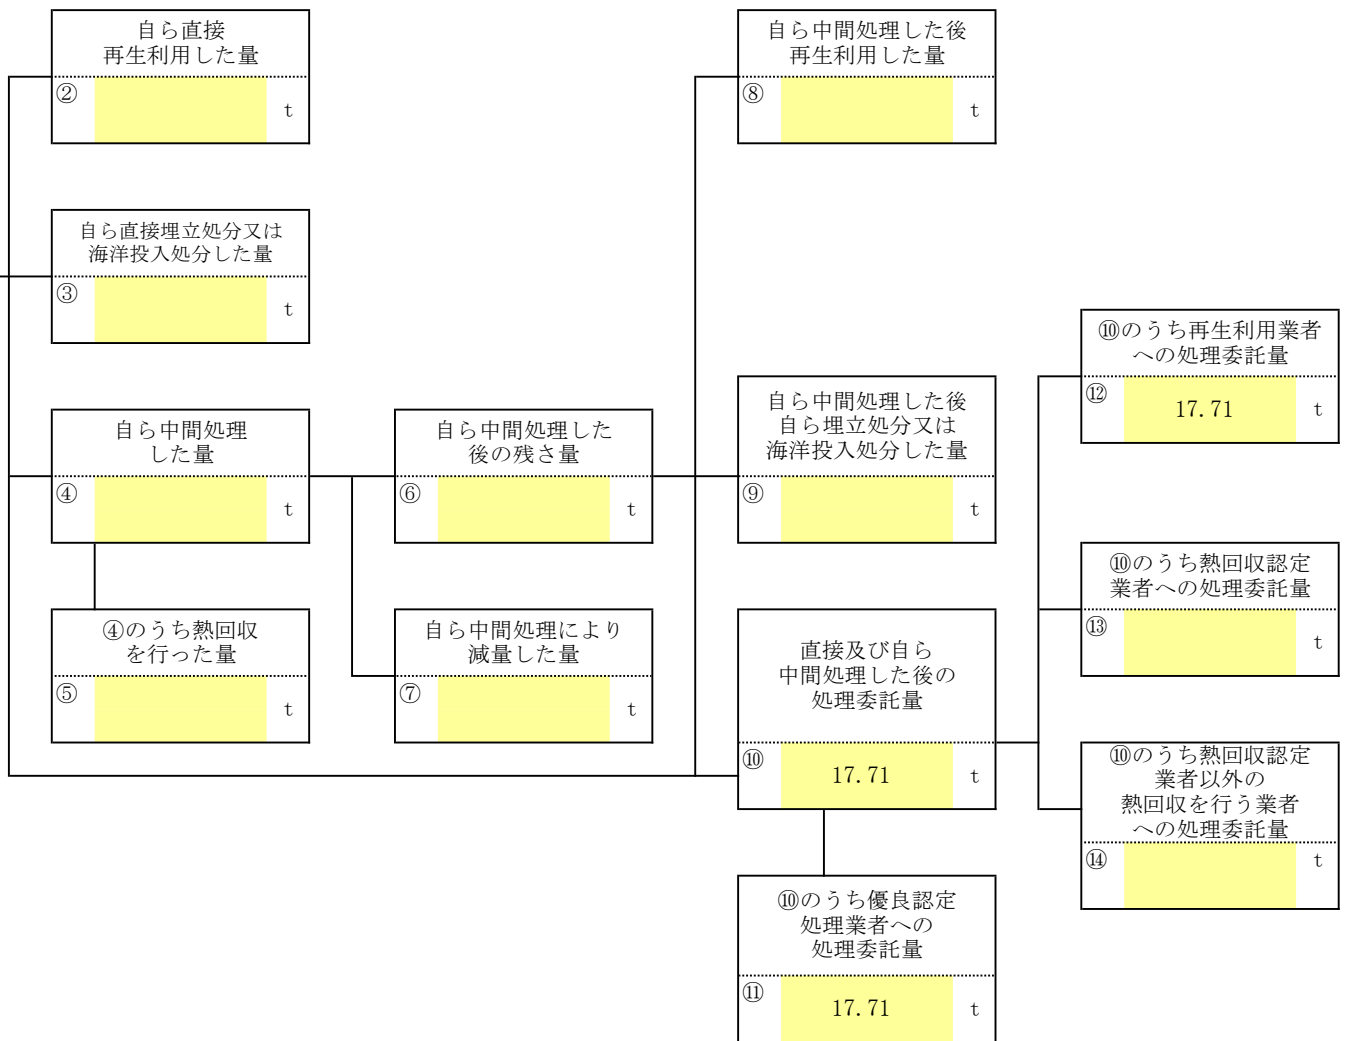 自ら直接
再生利用した量
②
t
自ら中間処理した後
再生利用した量
⑧
t
自ら直接埋立処分又は
海洋投入処分した量
③
t
⑩のうち再生利用業者
への処理委託量
⑫
17.71
t
自ら中間処理
した量
④
t
自ら中間処理した
後の残さ量
⑥
t
自ら中間処理した後
自ら埋立処分又は
海洋投入処分した量
⑨
t
⑩のうち熱回収認定
業者への処理委託量
⑬
t
④のうち熱回収
を行った量
⑤
t
自ら中間処理により
減量した量
⑦
t
直接及び自ら
中間処理した後の
処理委託量
⑩
17.71
t
⑩のうち熱回収認定
業者以外の
熱回収を行う業者
への処理委託量
⑭
t
⑩のうち優良認定
処理業者への
処理委託量
⑪
17.71
t